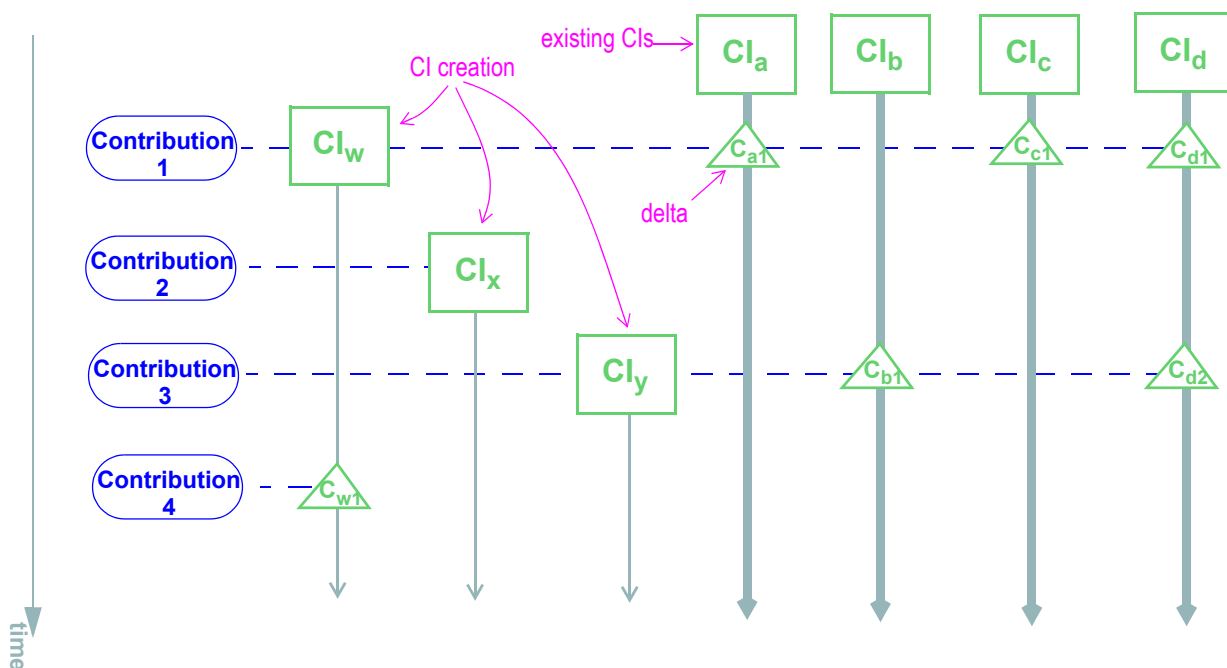 existing CIs
CIa
CIb
CIc
CId
CI creation
Contribution
1
CIw
Ca1
Cc1
Cd1
delta
Contribution
2
CIx
Contribution
3
CIy
Cb1
Cd2
Contribution
4
Cw1
time